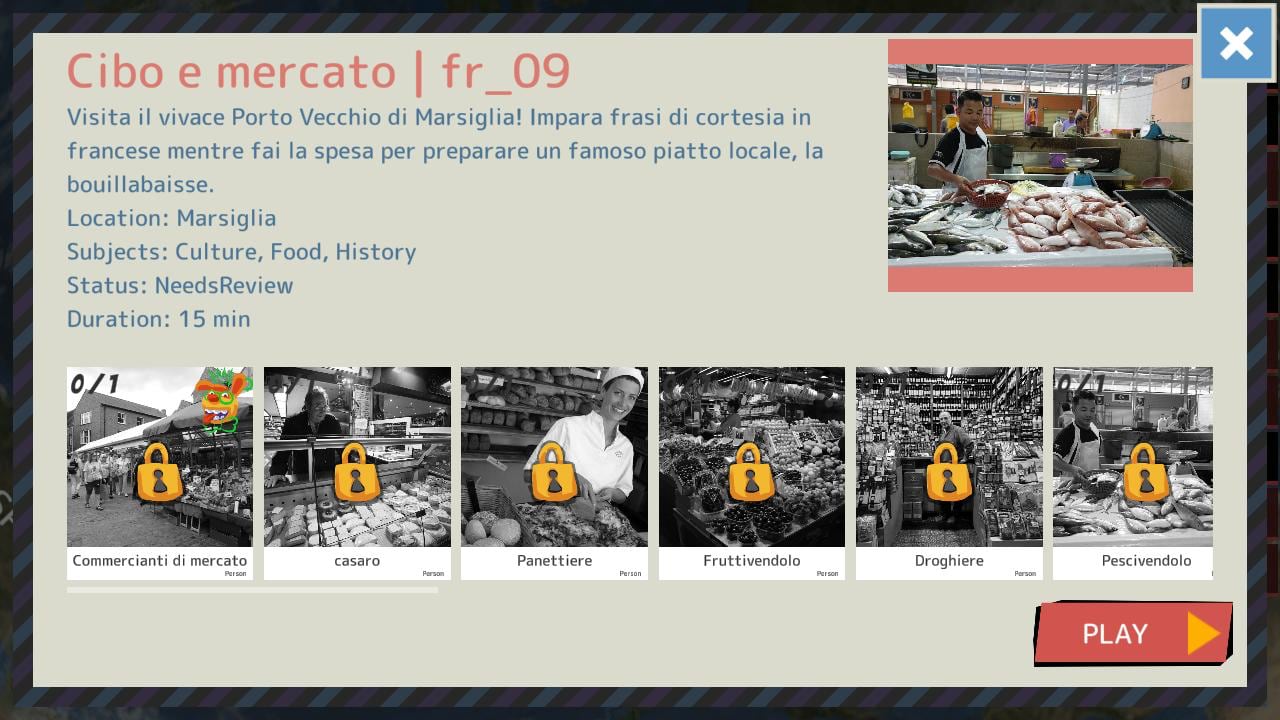 Cibo e mercato | fr_09
Visita il vivace Porto Vecchio di Marsiglia! Impara frasi di cortesia in
francese mentre fai la spesa per preparare un famoso piatto locale, la
bouillabaisse.
Location: Marsiglia
Subjects: Culture, Food, History
Status: NeedsReview
Duration: 15 min
0/1
0/1
Commercianti di mercato
casaro
Panettiere
Fruttivendolo
Droghiere
Pescivendolo
Person
Person
Person
Person
Person
PLAY